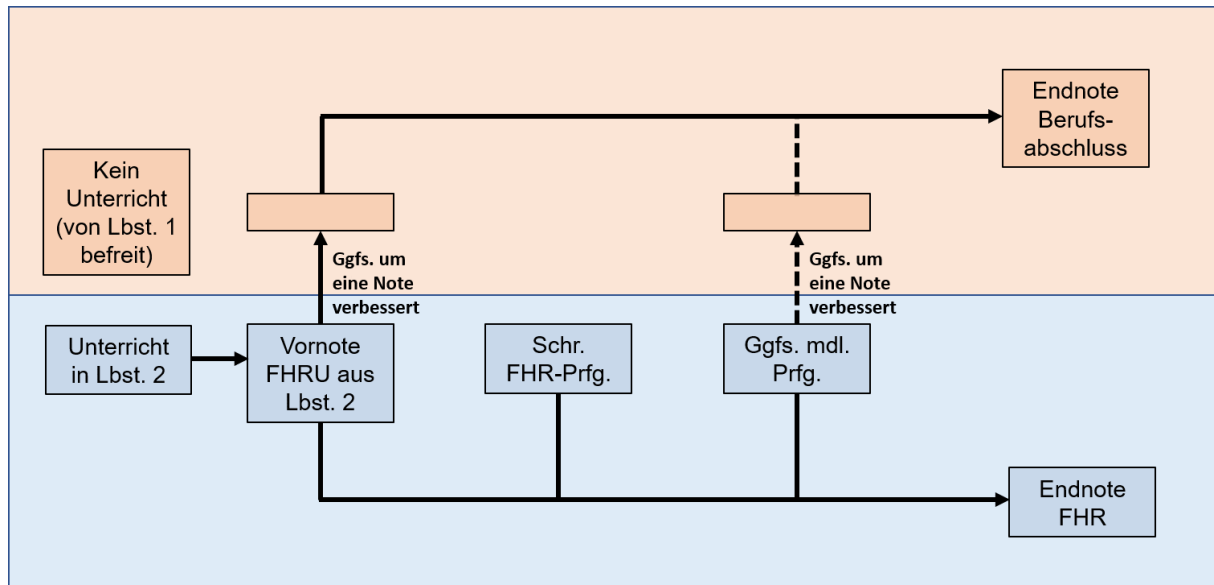 Endnote
Berufs-
abschluss
Kein
Unterricht
(von Lbst. 1
befreit)
Ggfs. um
eine Note
verbessert
Ggfs. um
eine Note
verbessert
Unterricht
in Lbst. 2
Vornote
FHRU aus
Lbst. 2
Schr.
FHR-Prfg.
Ggfs. mdl.
Prfg.
Endnote
FHR